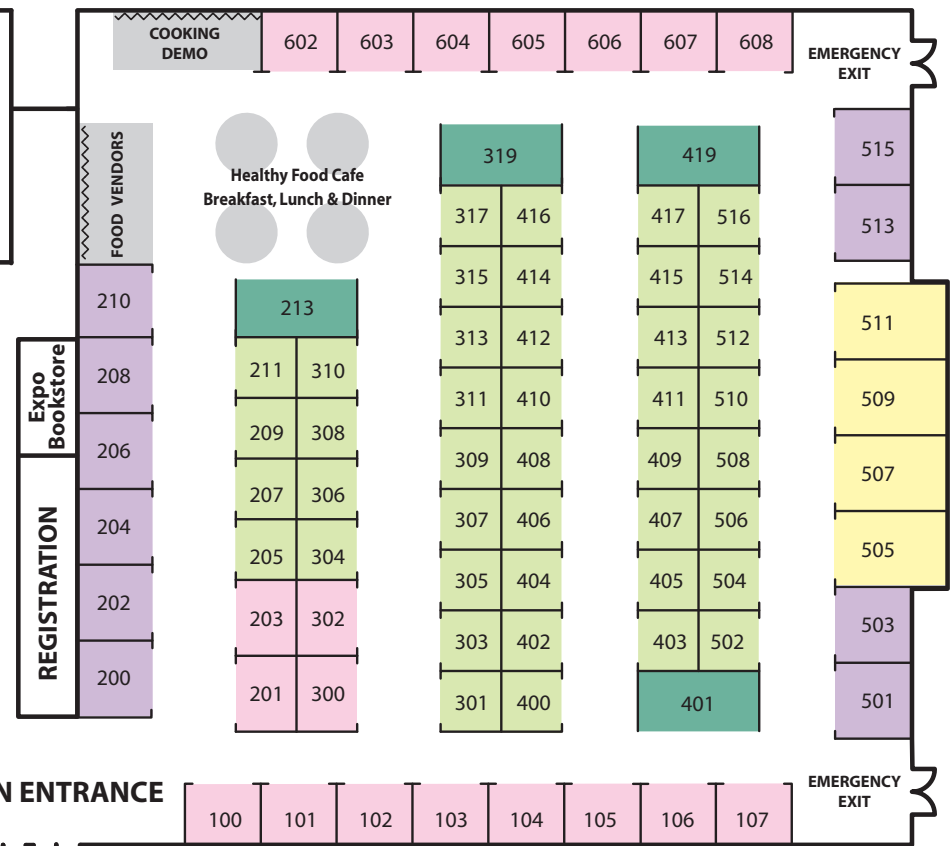 COOKING
DEMO
602 603 604 605 606 607 608
EMERGENCY
EXIT
FOOD VENDORS
Healthy Food Cafe
Breakfast, Lunch & Dinner
319 419 515
317 416 417 516 513
315 414 415 514
210 213 313 412 413 512 511
Expo
Bookstore
208 211 310 311 410 411 510 509
206 209 308 309 408 409 508 507
REGISTRATION
204 207 306 307 406 407 506 505
205 304 305 404 405 504
202 203 302 303 402 403 502 503
200 201 300 301 400 401 501
ENTRANCE
100 101 102 103 104 105 106 107
EMERGENCY
EXIT